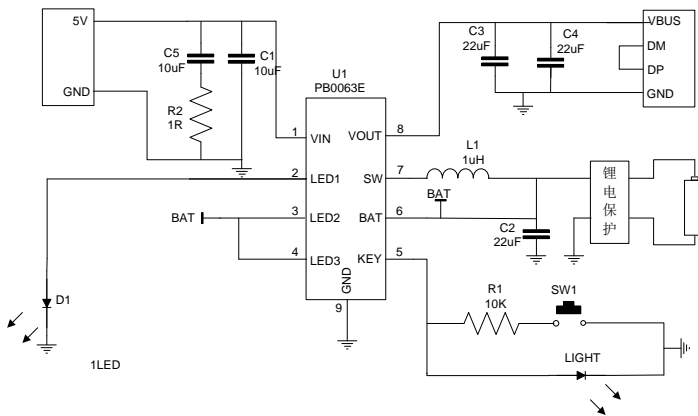 5V
GND
C5
10uF
C1
10uF
R2
1R
U1
PB0063E
1
VIN
2
LED1
3
LED2
4
LED3
GND
9
VOUT
8
SW
7
BAT
6
KEY
5
BAT
D1
1LED
C3
22uF
C4
22uF
VBUS
DM
DP
GND
L1
1uH
BAT
C2
22uF
锂电保护
R1
10K
SW1
LIGHT